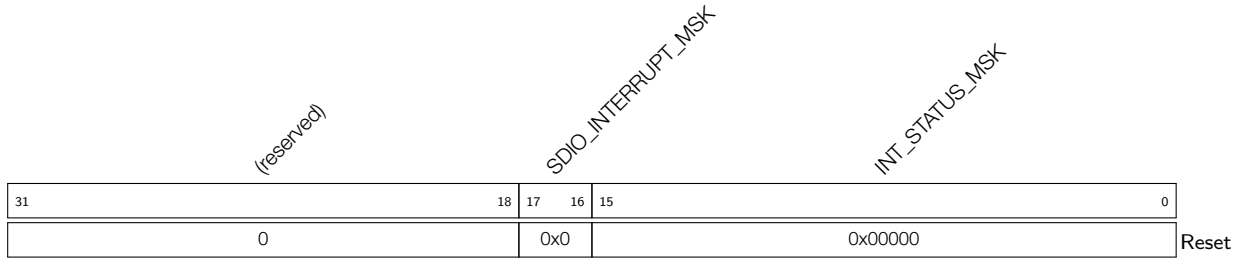 (reserved) SDIO_INTERRUPT_MSK INT_STATUS_MSK
31 18 17 16 15 0
0 0x0 0x00000 Reset